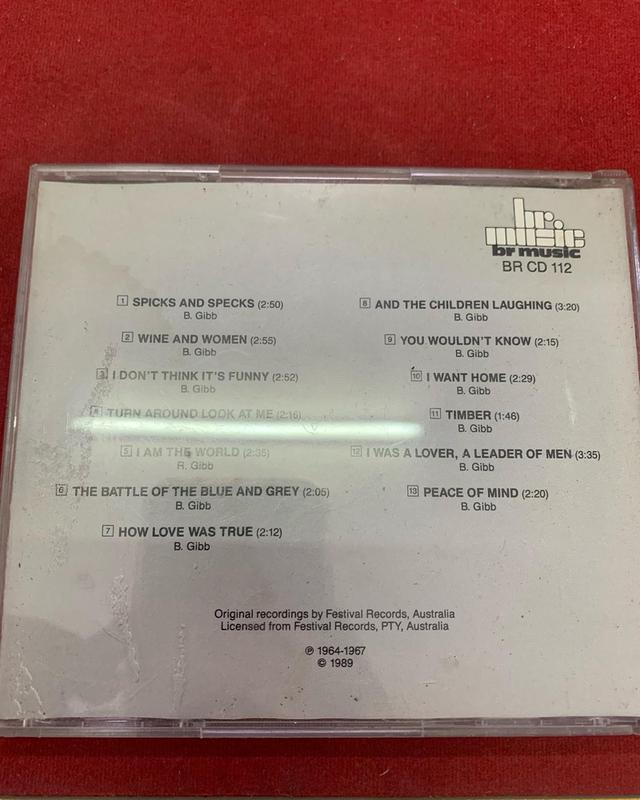 br. music
br music
BR CD 112
1 SPICKS AND SPECKS (2:50)
B. Gibb
2 WINE AND WOMEN (2:55)
B. Gibb
3 I DON'T THINK IT'S FUNNY (2:52)
B. Gibb
4 TURN AROUND LOOK AT ME (2:16)
5 I AM THE WORLD (2:35)
R. Gibb
6 THE BATTLE OF THE BLUE AND GREY (2:05)
B. Gibb
7 HOW LOVE WAS TRUE (2:12)
B. Gibb
8 AND THE CHILDREN LAUGHING (3:20)
B. Gibb
9 YOU WOULDN'T KNOW (2:15)
B. Gibb
10 I WANT HOME (2:29)
B. Gibb
11 TIMBER (1:46)
B. Gibb
12 I WAS A LOVER, A LEADER OF MEN (3:35)
B. Gibb
13 PEACE OF MIND (2:20)
B. Gibb
Original recordings by Festival Records, Australia
Licensed from Festival Records, PTY, Australia
℗ 1964-1967
© 1989